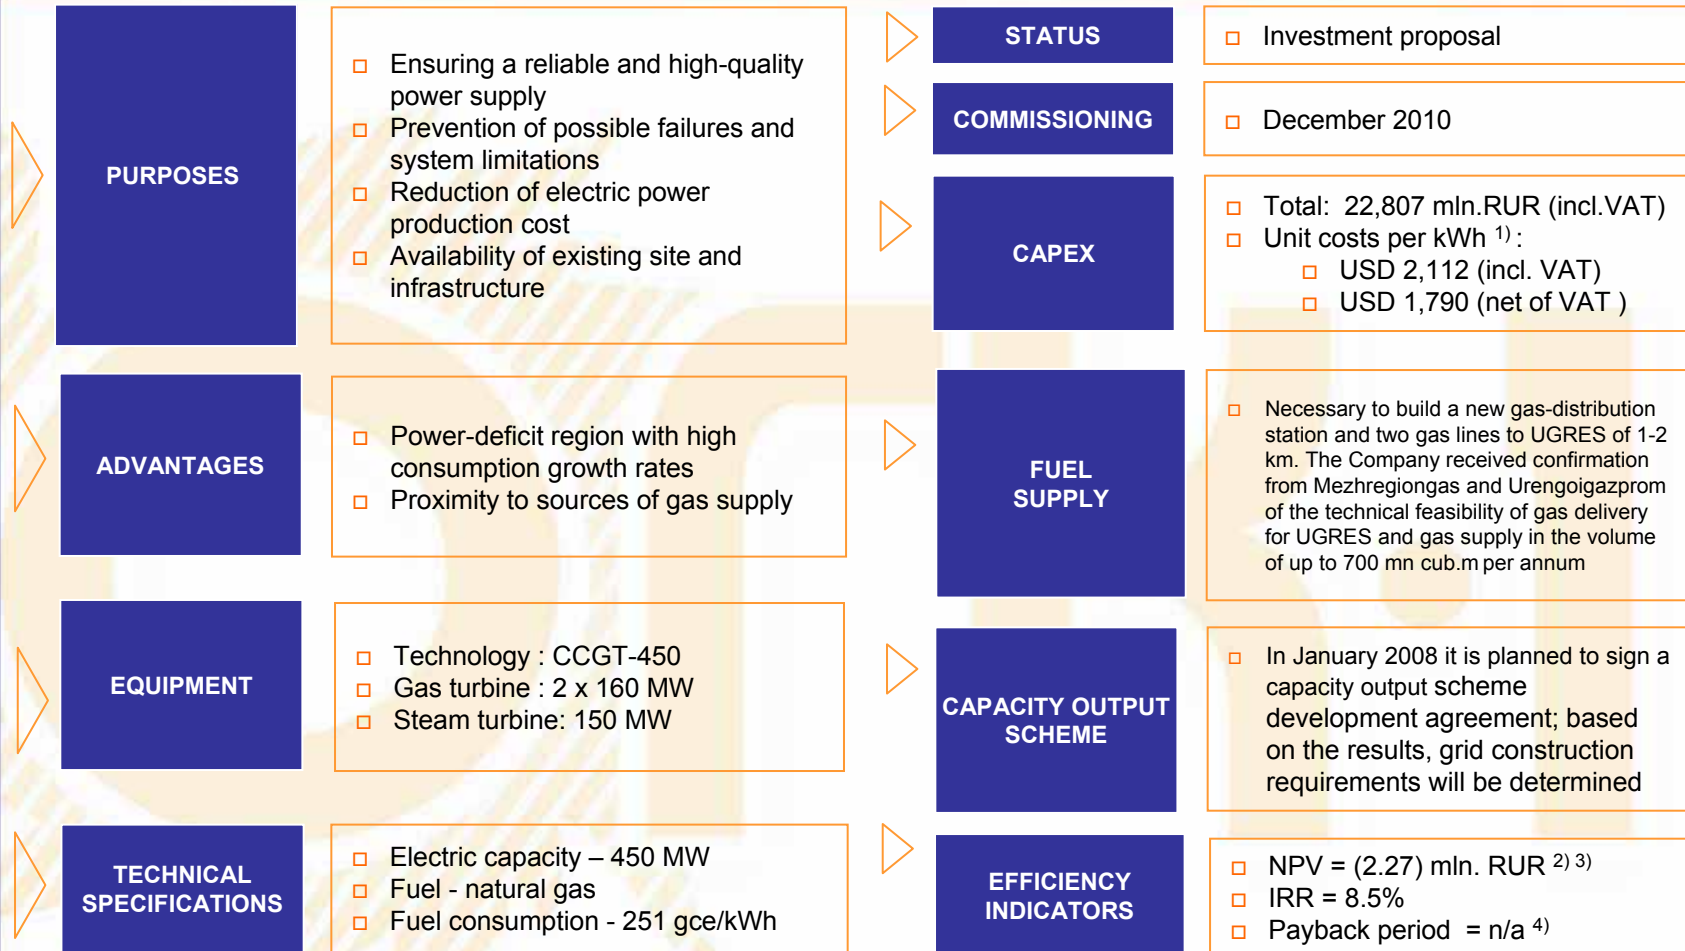 PURPOSES
Ensuring a reliable and high-quality
power supply
Prevention of possible failures and
system limitations
Reduction of electric power
production cost
Availability of existing site and
infrastructure
ADVANTAGES
Power-deficit region with high
consumption growth rates
Proximity to sources of gas supply
EQUIPMENT
Technology : CCGT-450
Gas turbine : 2 x 160 MW
Steam turbine: 150 MW
TECHNICAL
SPECIFICATIONS
Electric capacity – 450 MW
Fuel - natural gas
Fuel consumption - 251 gce/kWh
STATUS
Investment proposal
COMMISSIONING
December 2010
CAPEX
Total: 22,807 mln.RUR (incl.VAT)
Unit costs per kWh 1) :
USD 2,112 (incl. VAT)
USD 1,790 (net of VAT )
FUEL
SUPPLY
Necessary to build a new gas-distribution
station and two gas lines to UGRES of 1-2
km. The Company received confirmation
from Mezhregiongas and Urengoigazprom
of the technical feasibility of gas delivery
for UGRES and gas supply in the volume
of up to 700 mn cub.m per annum
CAPACITY OUTPUT
SCHEME
In January 2008 it is planned to sign a
capacity output scheme
development agreement; based
on the results, grid construction
requirements will be determined
EFFICIENCY
INDICATORS
NPV = (2.27) mln. RUR 2) 3)
IRR = 8.5%
Payback period = n/a 4)